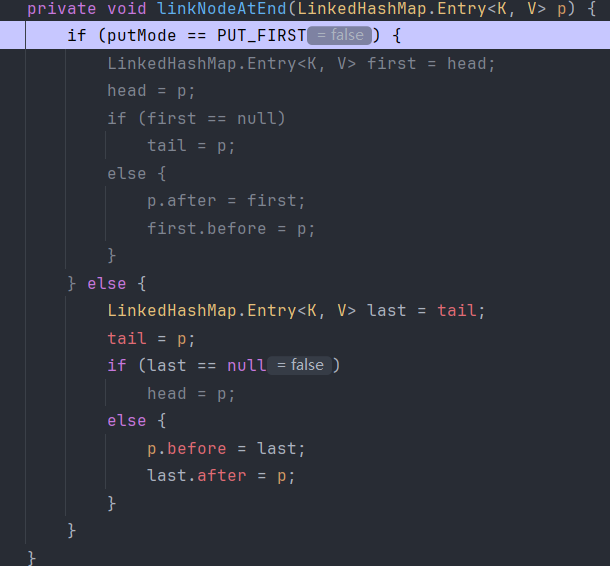 private void linkNodeAtEnd(LinkedHashMap.Entry<K, V> p) {
    if (putMode == PUT_FIRST = false ) {
        LinkedHashMap.Entry<K, V> first = head;
        head = p;
        if (first == null)
            tail = p;
        else {
            p.after = first;
            first.before = p;
        }
    } else {
        LinkedHashMap.Entry<K, V> last = tail;
        tail = p;
        if (last == null = false )
            head = p;
        else {
            p.before = last;
            last.after = p;
        }
    }
}